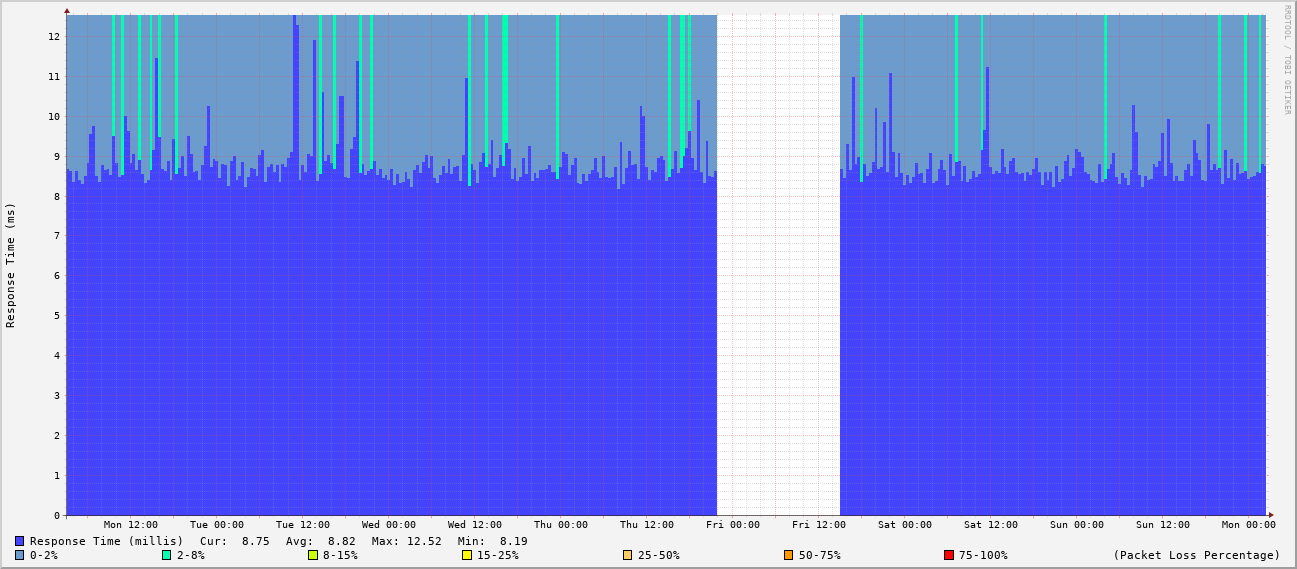 RRDTOOL / TOBI OETIKER
Response Time (ms)
12
11
10
9
8
7
6
5
4
3
2
1
0
Mon 12:00 Tue 00:00 Tue 12:00 Wed 00:00 Wed 12:00 Thu 00:00 Thu 12:00 Fri 00:00 Fri 12:00 Sat 00:00 Sat 12:00 Sun 00:00 Sun 12:00 Mon 00:00
Response Time (millis) Cur: 8.75 Avg: 8.82 Max: 12.52 Min: 8.19
0-2% 2-8% 8-15% 15-25% 25-50% 50-75% 75-100% (Packet Loss Percentage)